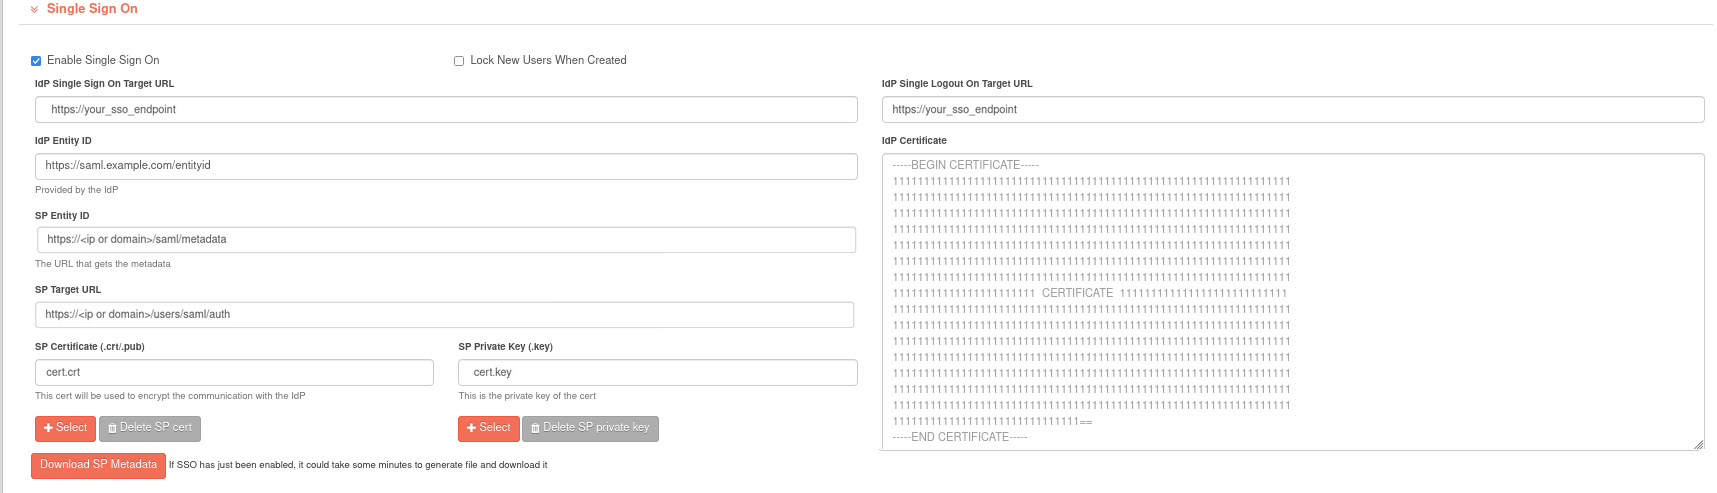 Single Sign On
Enable Single Sign On
Lock New Users When Created
IdP Single Sign On Target URL
https://your_sso_endpoint
IdP Entity ID
https://saml.example.com/entityid
Provided by the IdP
SP Entity ID
https://<ip or domain>/saml/metadata
The URL that gets the metadata
SP Target URL
https://<ip or domain>/users/saml/auth
SP Certificate (.crt/.pub)
cert.crt
This cert will be used to encrypt the communication with the IdP
Select
Delete SP cert
SP Private Key (.key)
cert.key
This is the private key of the cert
Select
Delete SP private key
Download SP Metadata
If SSO has just been enabled, it could take some minutes to generate file and download it
IdP Single Logout On Target URL
https://your_sso_endpoint
IdP Certificate
-----BEGIN CERTIFICATE-----
1111111111111111111111111111111111111111111111111111111111111111
1111111111111111111111111111111111111111111111111111111111111111
1111111111111111111111111111111111111111111111111111111111111111
1111111111111111111111111111111111111111111111111111111111111111
1111111111111111111111111111111111111111111111111111111111111111
1111111111111111111111111111111111111111111111111111111111111111
1111111111111111111111111111111111111111111111111111111111111111
11111111111111111111111 CERTIFICATE 111111111111111111111111111
1111111111111111111111111111111111111111111111111111111111111111
1111111111111111111111111111111111111111111111111111111111111111
1111111111111111111111111111111111111111111111111111111111111111
1111111111111111111111111111111111111111111111111111111111111111
1111111111111111111111111111111111111111111111111111111111111111
1111111111111111111111111111111111111111111111111111111111111111
1111111111111111111111111111111111111111111111111111111111111111
111111111111111111111111111111==
-----END CERTIFICATE-----